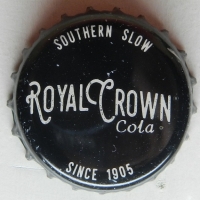 SOUTHERN SLOW
ROYAL CROWN
Cola
SINCE 1905